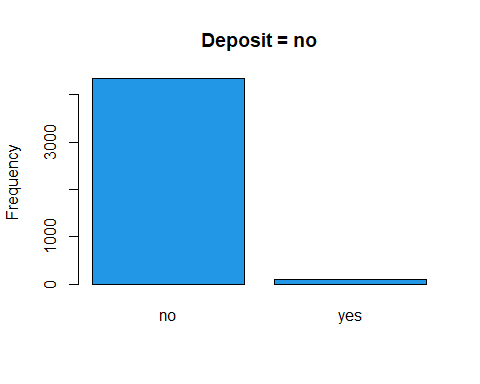 Deposit = no
Frequency
3000
1000
0
no yes